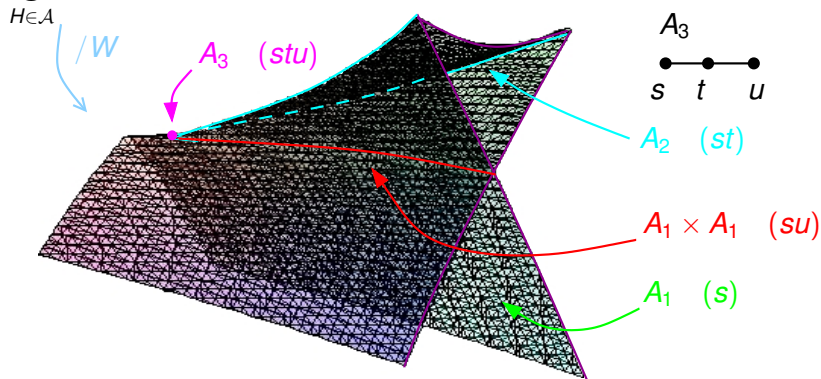 H∈𝒜
/W
A₃ (stu)
A₃
s t u
A₂ (st)
A₁ × A₁ (su)
A₁ (s)